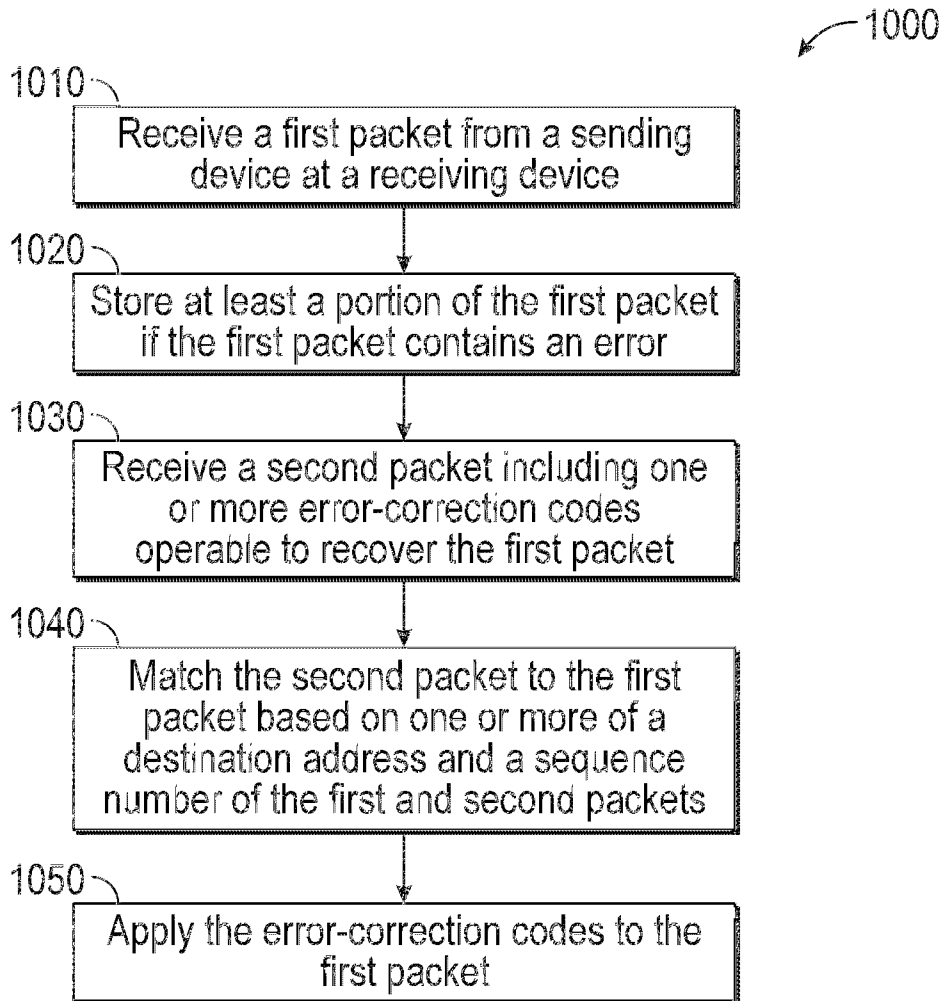 1000
1010
Receive a first packet from a sending
device at a receiving device
1020
Store at least a portion of the first packet
if the first packet contains an error
1030
Receive a second packet including one
or more error-correction codes
operable to recover the first packet
1040
Match the second packet to the first
packet based on one or more of a
destination address and a sequence
number of the first and second packets
1050
Apply the error-correction codes to the
first packet